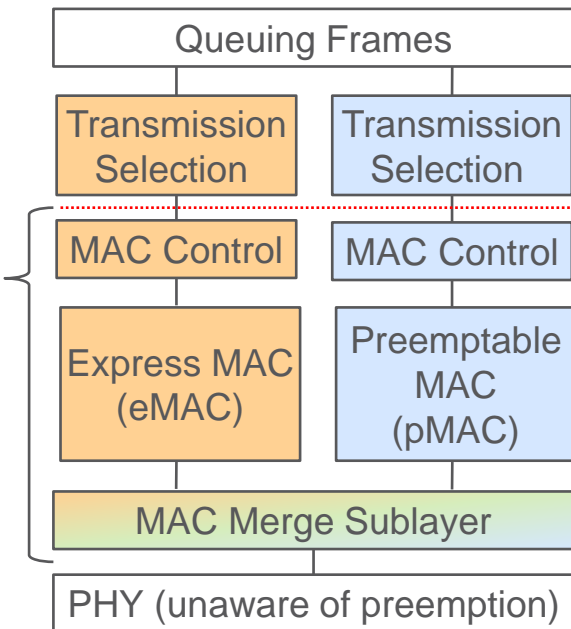 Queuing Frames
Transmission
Selection
Transmission
Selection
MAC Control
MAC Control
Express MAC
(eMAC)
Preemptable
MAC
(pMAC)
MAC Merge Sublayer
PHY (unaware of preemption)